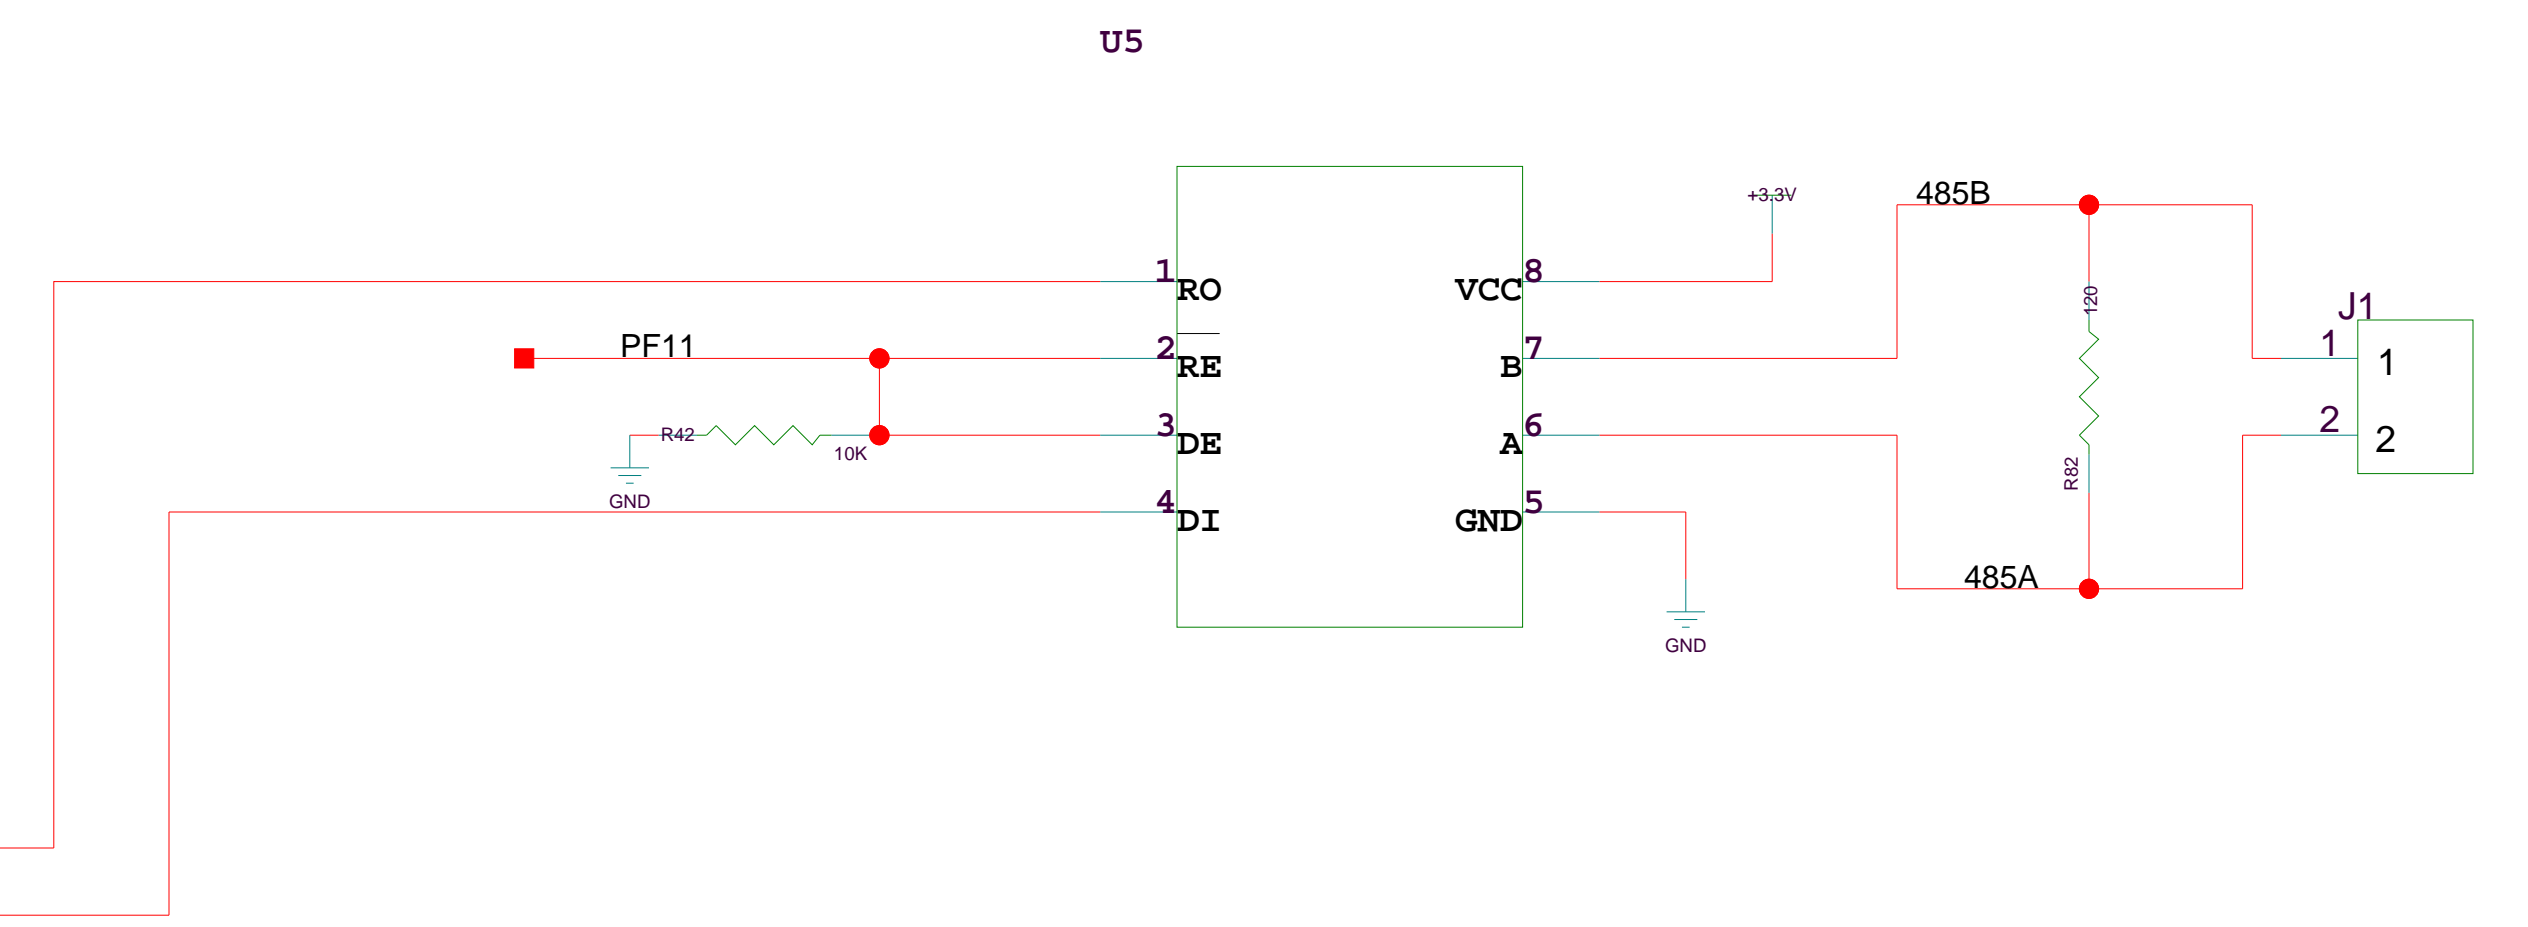 U5
+3.3V
485B
1
RO
VCC
8
120
J1
PF11
2
RE
B
7
1
1
R42
10K
3
DE
A
6
2
2
R82
GND
4
DI
GND
5
485A
GND